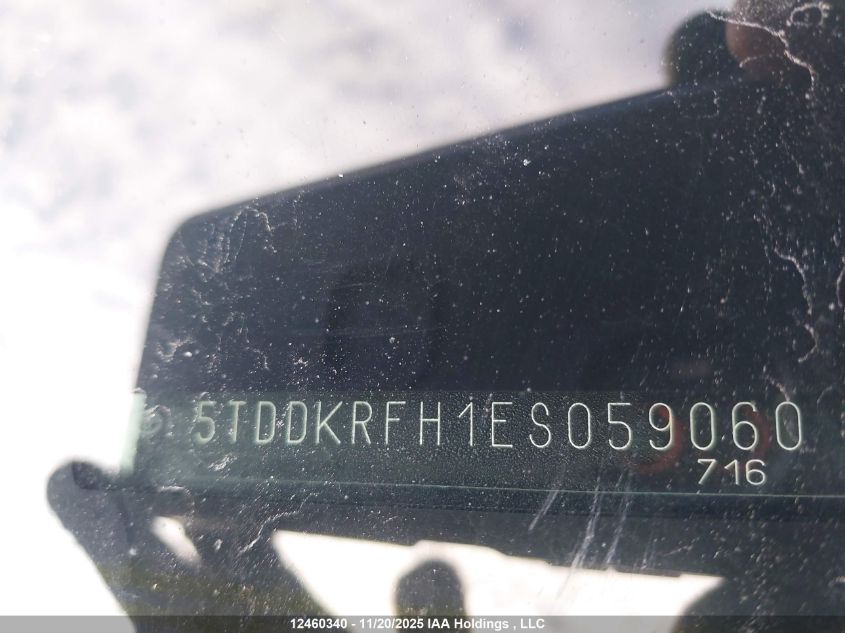 5TDDKRFH1ES059060
716
12460340 - 11/20/2025 IAA Holdings , LLC